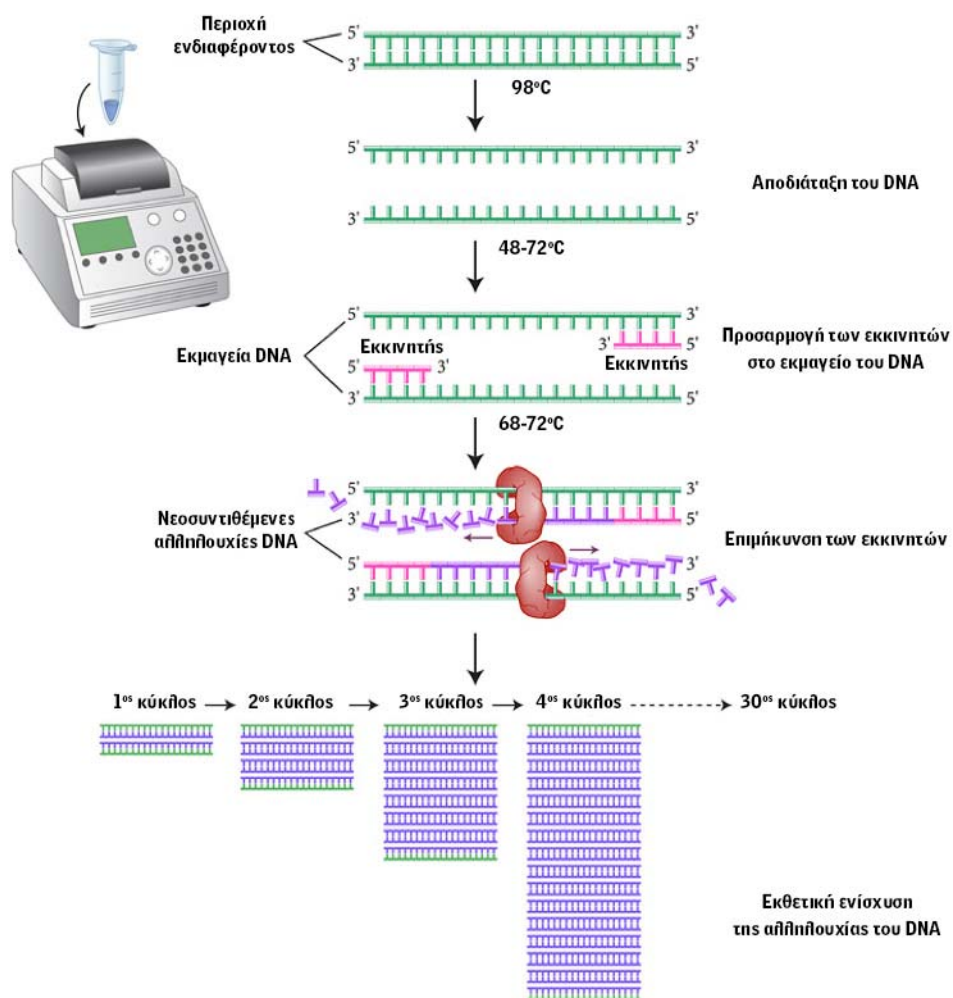 Περιοχή
ενδιαφέροντος
5' 3'
3' 5'
98°C
5' 3'
Αποδιάταξη του DNA
3' 5'
48-72°C
5' 3'
Εκμαγεία DNA
Εκκινητής
3' 5'
Εκκινητής
Προσαρμογή των εκκινητών
στο εκμαγείο του DNA
5' 3'
3' 5'
68-72°C
5' 3'
Νεοσυντιθέμενες
αλληλουχίες DNA
3' 5'
Επιμήκυνση των εκκινητών
5' 3'
3' 5'
1ος κύκλος 2ος κύκλος 3ος κύκλος 4ος κύκλος 30ος κύκλος
Εκθετική ενίσχυση
της αλληλουχίας του DNA